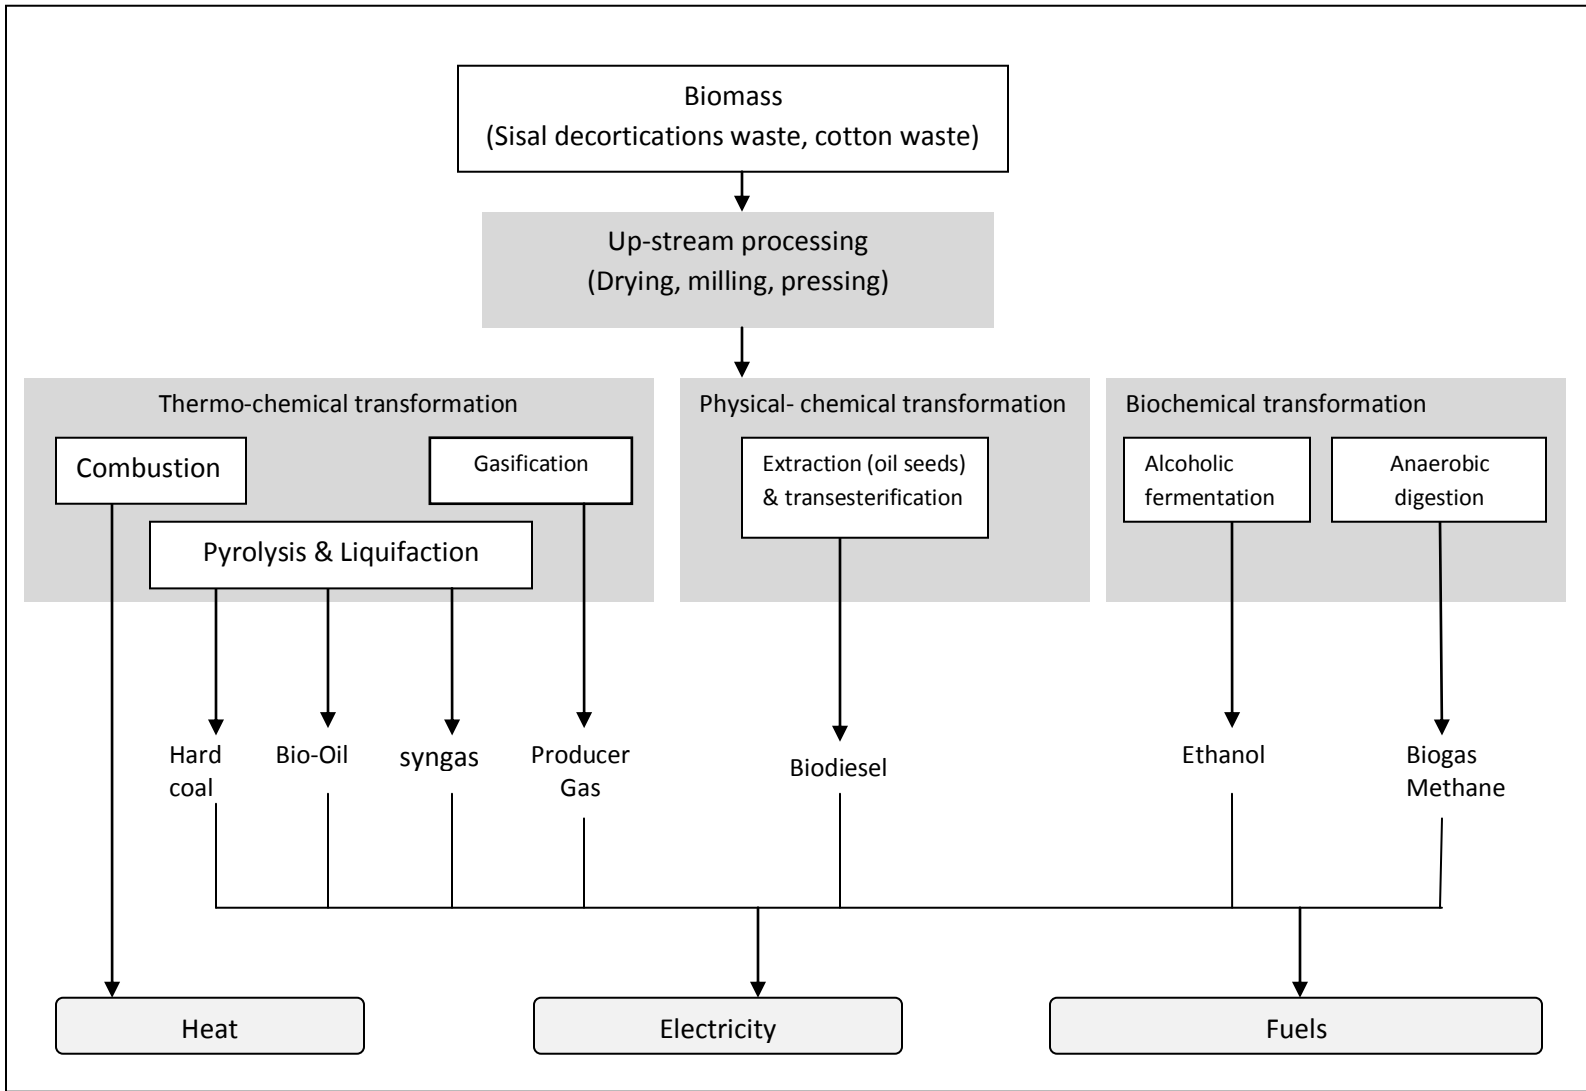 Biomass
(Sisal decortications waste, cotton waste)
Up-stream processing
(Drying, milling, pressing)
Thermo-chemical transformation
Combustion
Gasification
Pyrolysis & Liquifaction
Physical- chemical transformation
Extraction (oil seeds)
& transesterification
Biochemical transformation
Alcoholic
fermentation
Anaerobic
digestion
Hard
coal
Bio-Oil
syngas
Producer
Gas
Biodiesel
Ethanol
Biogas
Methane
Heat
Electricity
Fuels